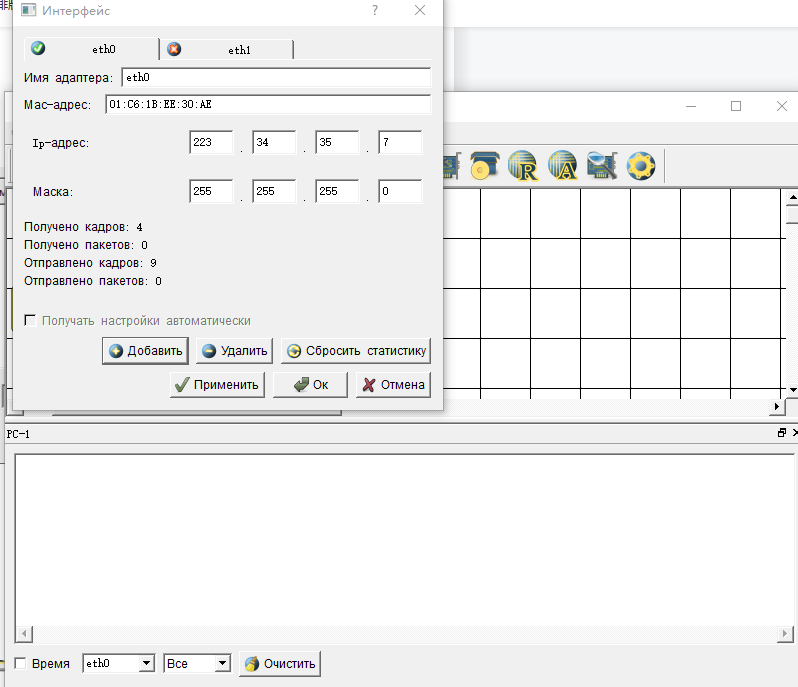 Интерфейс
eth0 eth1
Имя адаптера: eth0
Mac-адрес: 01:C6:1B:EE:30:AE
Ip-адрес: 223 . 34 . 35 . 7
Маска: 255 . 255 . 255 . 0
Получено кадров: 4
Получено пакетов: 0
Отправлено кадров: 9
Отправлено пакетов: 0
Получать настройки автоматически
Добавить Удалить Сбросить статистику
Применить Ок Отмена
R A
PC-1
Время eth0 Все Очистить